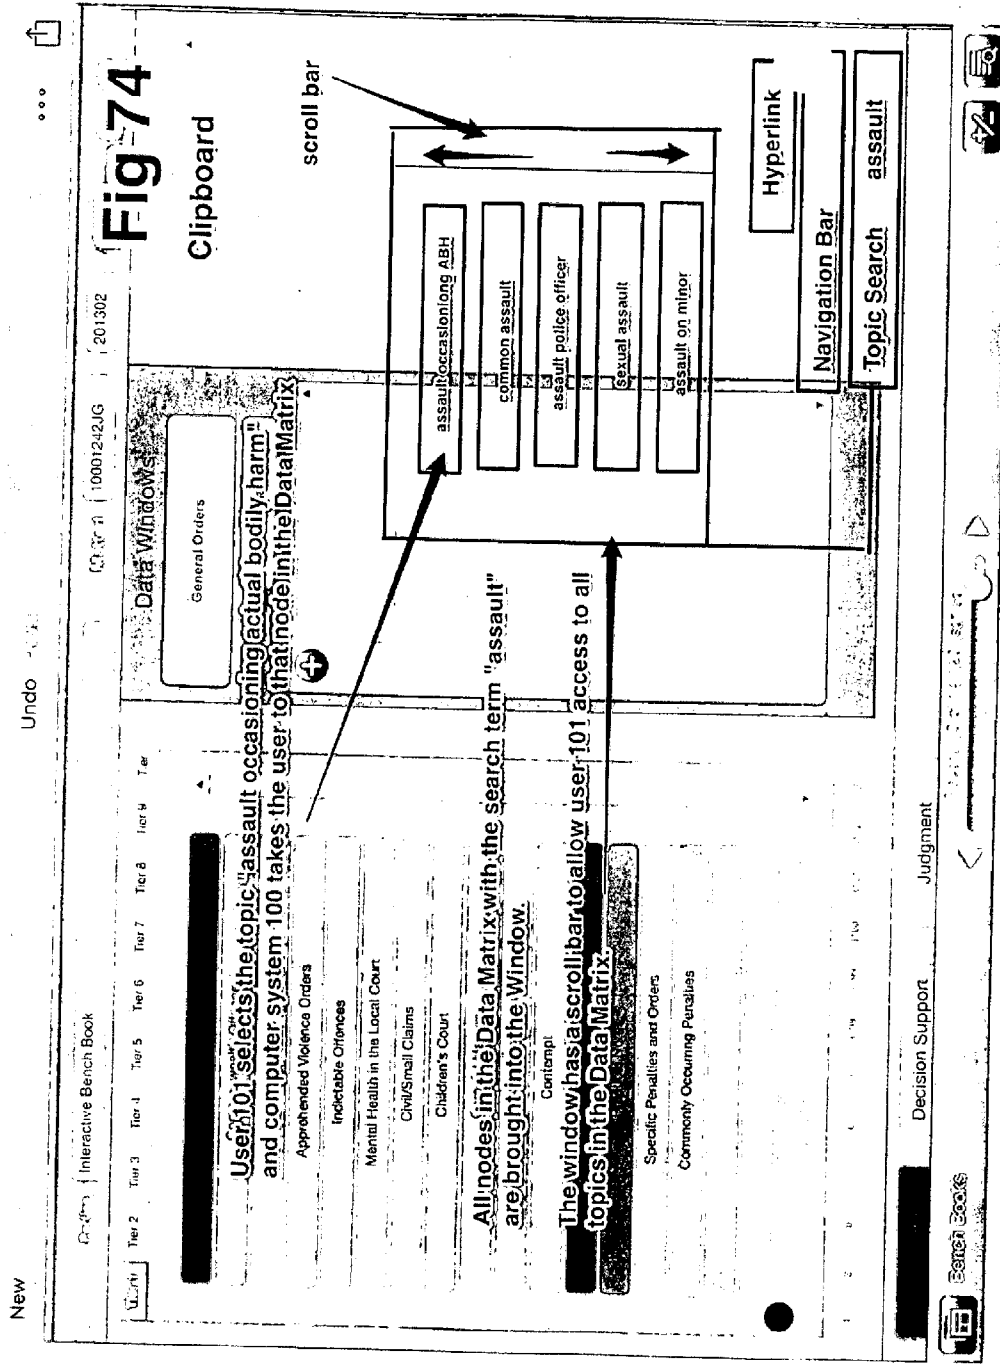 New
Undo
Interactive Bench Book
10001242JG
201302
Fig 74
Tier 2
Tier 3
Tier 4
Tier 5
Tier 6
Tier 7
Tier 8
Tier 9
Tier
Data Windows
Clipboard
General Orders
scroll bar
User 101 selects the topic "assault occasioning actual bodily harm"
and computer system 100 takes the user to that node in the Data Matrix
Apprehended Violence Orders
Indictable Offences
Mental Health in the Local Court
Civil/Small Claims
Children's Court
assault occasioniong ABH
common assault
assault police officer
sexual assault
assault on minor
All nodes in the Data Matrix with the search term "assault"
are brought into the Window.
Contempt
The window has a scroll bar to allow user 101 access to all
topics in the Data Matrix.
Specific Penalties and Orders
Commonly Occurring Penalties
Hyperlink
Navigation Bar
Topic Search assault
Decision Support
Judgment
Bench Books